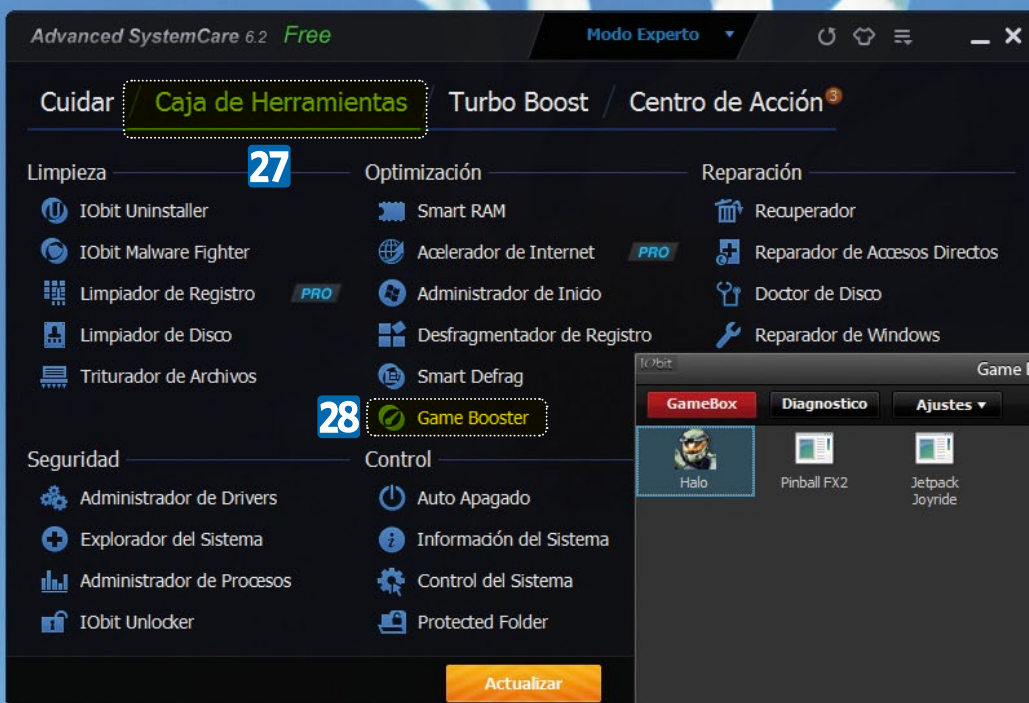 Advanced SystemCare 6.2 Free
Modo Experto
Cuidar / Caja de Herramientas / Turbo Boost / Centro de Acción 3
27
Limpieza
IObit Uninstaller
IObit Malware Fighter
Limpiador de Registro PRO
Limpiador de Disco
Triturador de Archivos
Optimización
Smart RAM
Acelerador de Internet PRO
Administrador de Inicio
Desfragmentador de Registro
Smart Defrag
28
Game Booster
Reparación
Recuperador
Reparador de Accesos Directos
Doctor de Disco
Reparador de Windows
Seguridad
Administrador de Drivers
Explorador del Sistema
Administrador de Procesos
IObit Unlocker
Control
Auto Apagado
Información del Sistema
Control del Sistema
Protected Folder
IObit
Game
GameBox
Diagnostico
Ajustes
Halo
Pinball FX2
Jetpack
Joyride
Actualizar